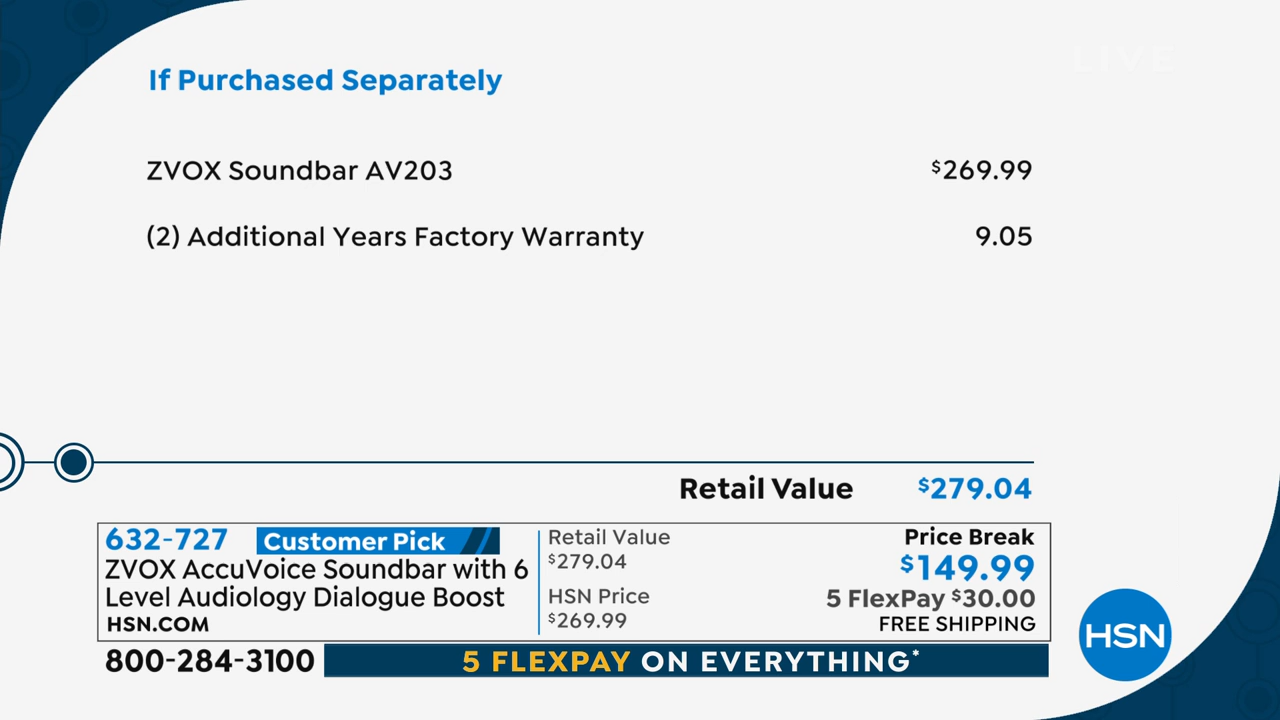 LIVE
If Purchased Separately
ZVOX Soundbar AV203 $269.99
(2) Additional Years Factory Warranty 9.05
Retail Value $279.04
632-727 Customer Pick
ZVOX AccuVoice Soundbar with 6
Level Audiology Dialogue Boost
HSN.COM
Retail Value
$279.04
HSN Price
$269.99
Price Break
$149.99
5 FlexPay $30.00
FREE SHIPPING
HSN
800-284-3100 5 FLEXPAY ON EVERYTHING*